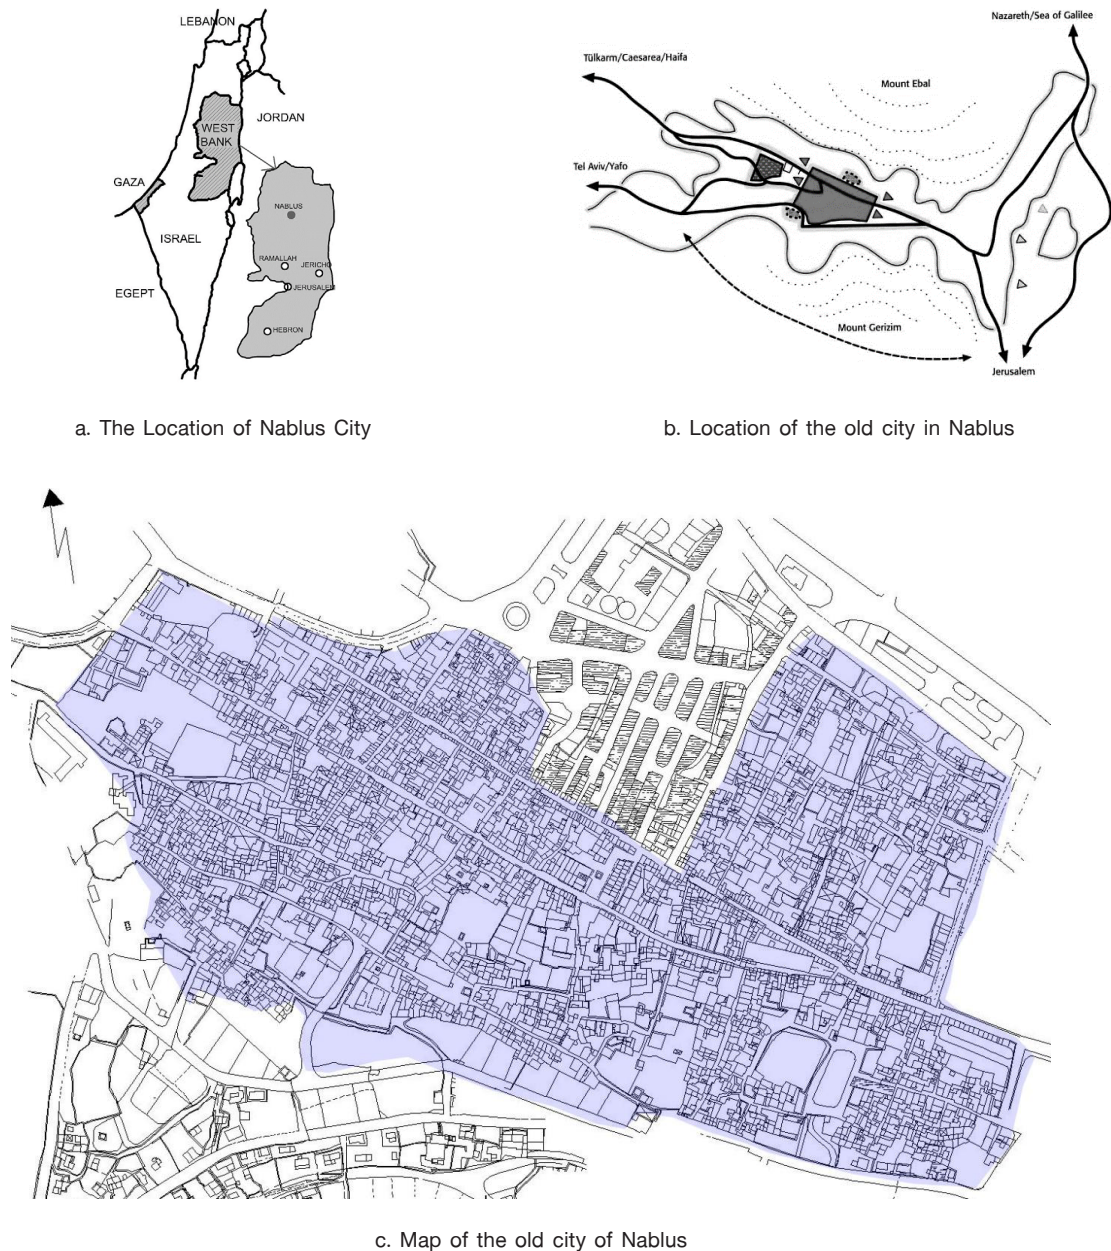 LEBANON
WEST
BANK
JORDAN
GAZA
ISRAEL
EGEPT
NABLUS
RAMALLAH
JERICHO
JERUSALEM
HEBRON
a. The Location of Nablus City
Nazareth/Sea of Galilee
Tülkarm/Caesarea/Haifa
Mount Ebal
Tel Aviv/Yafo
Mount Gerizim
Jerusalem
b. Location of the old city in Nablus
c. Map of the old city of Nablus